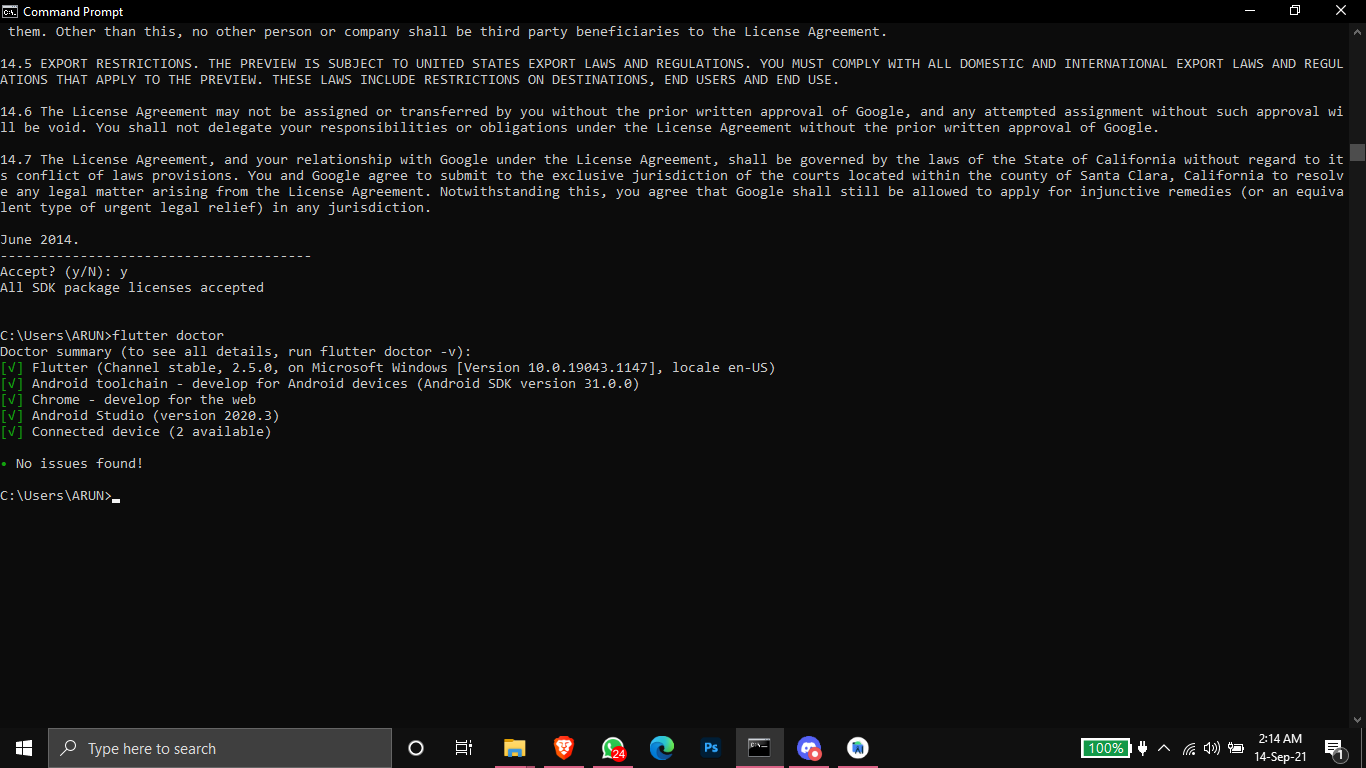 Command Prompt
them. Other than this, no other person or company shall be third party beneficiaries to the License Agreement.
14.5 EXPORT RESTRICTIONS. THE PREVIEW IS SUBJECT TO UNITED STATES EXPORT LAWS AND REGULATIONS. YOU MUST COMPLY WITH ALL DOMESTIC AND INTERNATIONAL EXPORT LAWS AND REGUL
ATIONS THAT APPLY TO THE PREVIEW. THESE LAWS INCLUDE RESTRICTIONS ON DESTINATIONS, END USERS AND END USE.
14.6 The License Agreement may not be assigned or transferred by you without the prior written approval of Google, and any attempted assignment without such approval wi
ll be void. You shall not delegate your responsibilities or obligations under the License Agreement without the prior written approval of Google.
14.7 The License Agreement, and your relationship with Google under the License Agreement, shall be governed by the laws of the State of California without regard to it
s conflict of laws provisions. You and Google agree to submit to the exclusive jurisdiction of the courts located within the county of Santa Clara, California to resolv
e any legal matter arising from the License Agreement. Notwithstanding this, you agree that Google shall still be allowed to apply for injunctive remedies (or an equiva
lent type of urgent legal relief) in any jurisdiction.
June 2014.
---------------------------------------
Accept? (y/N): y
All SDK package licenses accepted
C:\Users\ARUN>flutter doctor
Doctor summary (to see all details, run flutter doctor -v):
[√] Flutter (Channel stable, 2.5.0, on Microsoft Windows [Version 10.0.19043.1147], locale en-US)
[√] Android toolchain - develop for Android devices (Android SDK version 31.0.0)
[√] Chrome - develop for the web
[√] Android Studio (version 2020.3)
[√] Connected device (2 available)
• No issues found!
C:\Users\ARUN>
Type here to search
24
Ps
100%
2:14 AM
14-Sep-21
1